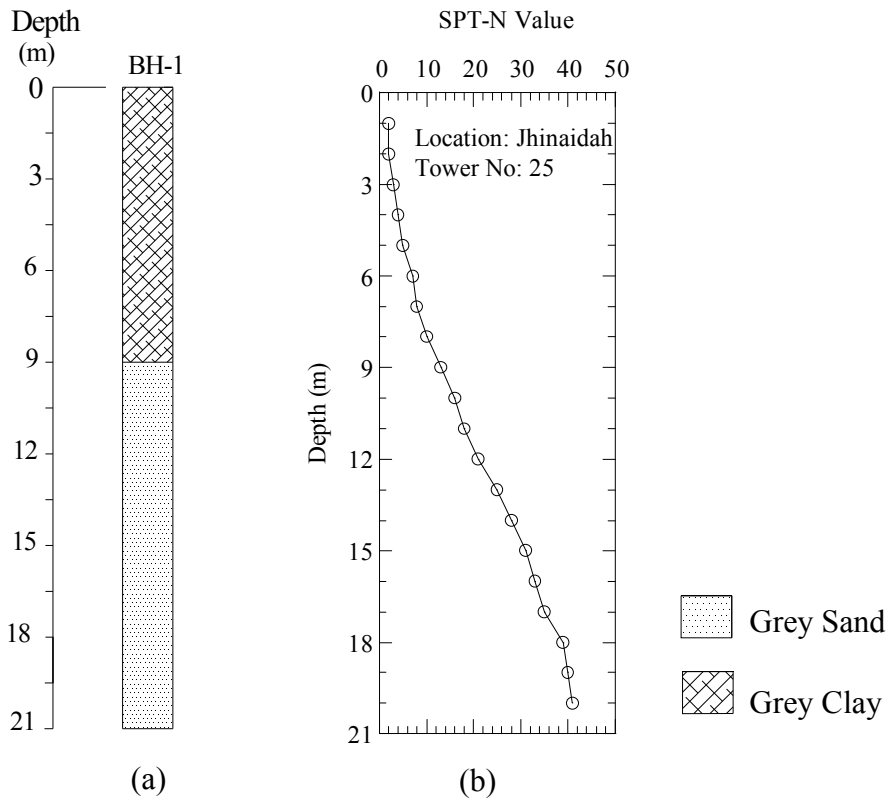 Depth
(m)
BH-1
0
3
6
9
12
15
18
21
(a)
SPT-N Value
0 10 20 30 40 50
0
3
6
9
12
15
18
21
Depth (m)
Location: Jhinaidah
Tower No: 25
(b)
Grey Sand
Grey Clay